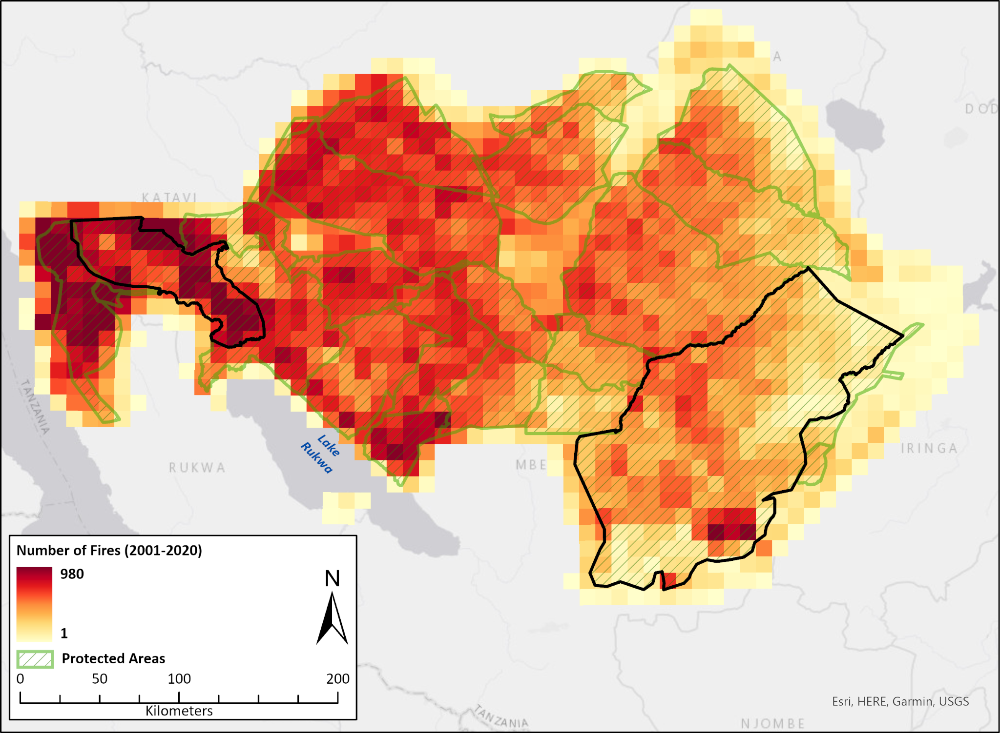 A
DOD
KATAVI
TANZANIA
Lake
Rukwa
IRINGA
RUKWA
MBE
Number of Fires (2001-2020)
980
1
N
Protected Areas
0 50 100 200
Kilometers
Esri, HERE, Garmin, USGS
TANZANIA
NJOMBE